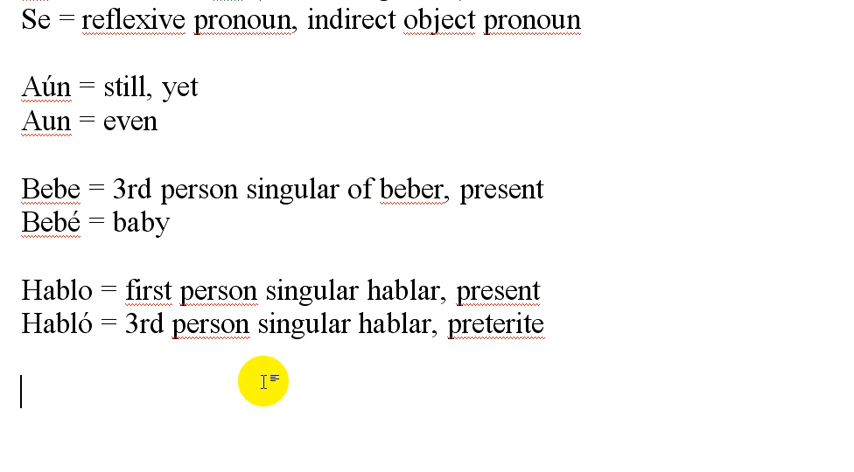 Se = reflexive pronoun, indirect object pronoun
Aún = still, yet
Aun = even
Bebe = 3rd person singular of beber, present
Bebé = baby
Hablo = first person singular hablar, present
Habló = 3rd person singular hablar, preterite